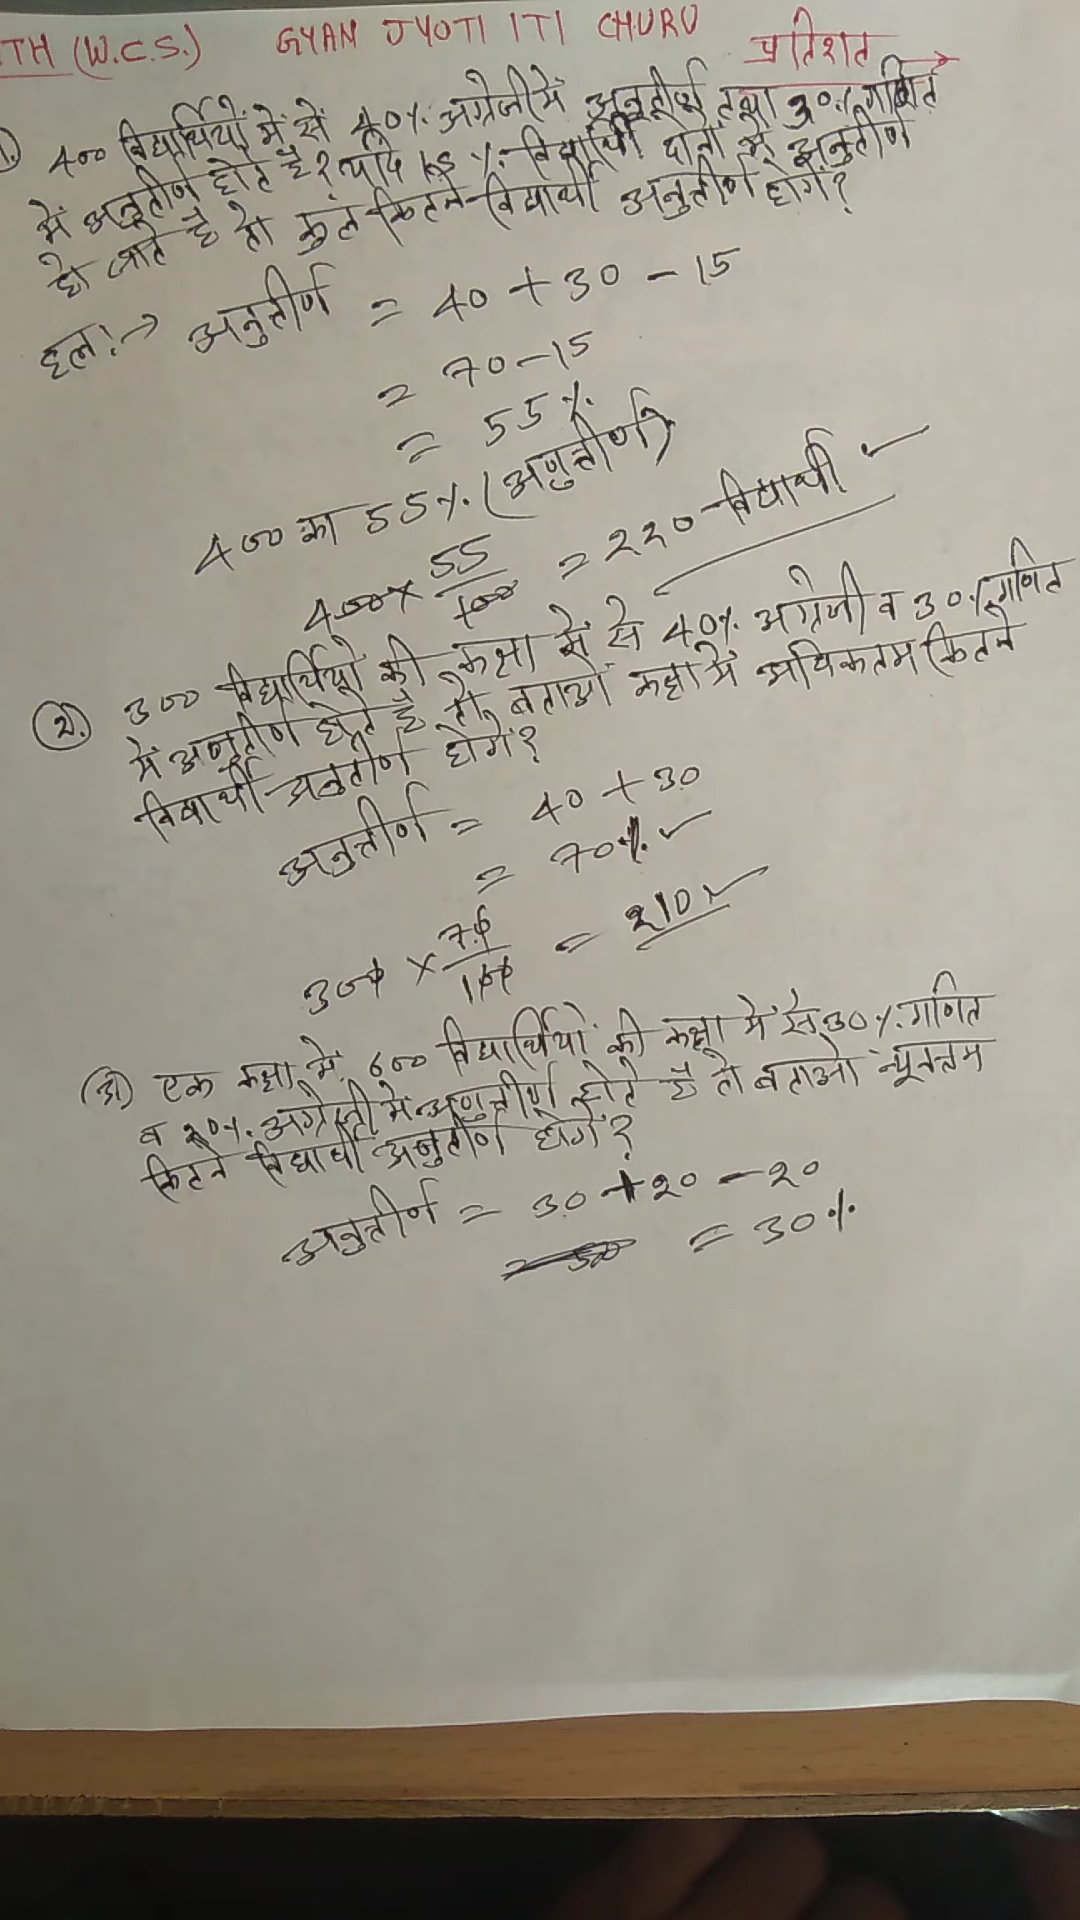 TH (W.C.S.) GYAN JYOTI ITI CHURU प्रतिशत →
1. 400 विद्यार्थियों में से 40% अंग्रेजी में अनुतीर्ण तथा 30% गणित
में अनुतीर्ण होते है? यदि 15 % विद्यार्थी दोनों में अनुतीर्ण
हो जाते है तो कुल कितने विद्यार्थी अनुतीर्ण होगें?
हल:→ अनुतीर्ण = 40 + 30 - 15
= 70 - 15
= 55%
400 का 55% (अणुत्तीर्ण)
400 × 55/100 = 220 विद्यार्थी ✓
2. 300 विद्यार्थियों की कक्षा में से 40% अंग्रेजी व 30% गणित
में अनुतीर्ण होते है तो बताओं कक्षा में अधिकतम कितने
विद्यार्थी अनुतीर्ण होगें?
अनुत्तीर्ण = 40 + 30
= 70% ✓
300 × 70/100 = 210 ✓
(3) एक कक्षा में 600 विद्यार्थियों की कक्षा में से 30% गणित
व 20% अंग्रेजी में अणुत्तीर्ण होते है तो बताओ न्यूनतम
कितने विद्यार्थी अनुतीर्ण होगें?
अनुत्तीर्ण = 30 + 20 - 20
= 30%